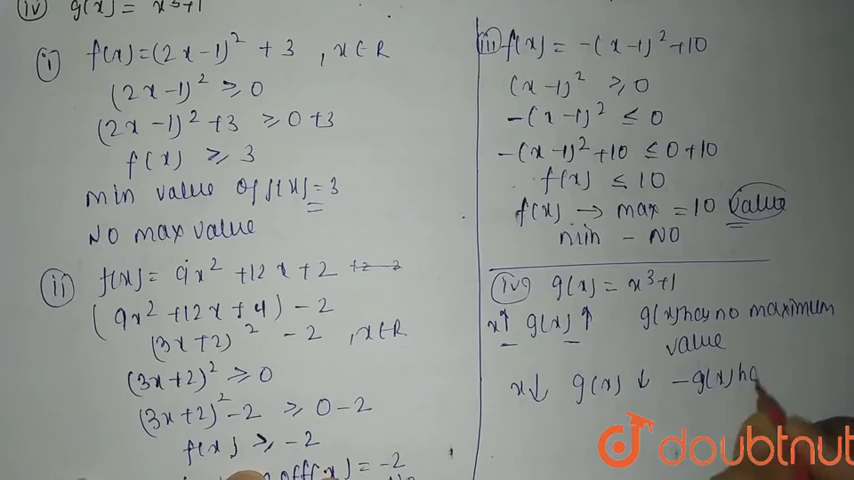 (iv) g(x) = x³+1
(i) f(x)=(2x-1)² + 3 , x∈R
(2x-1)² ≥ 0
(2x-1)² +3 ≥ 0+3
f(x) ≥ 3
min value of f(x) = 3
No max value
(ii) f(x)= 9x² +12x +2
(9x² +12x+4) -2
(3x+2)² -2 , x∈R
(3x+2)² ≥ 0
(3x+2)² -2 ≥ 0-2
f(x) ≥ -2
of f(x) = -2
No
(iii) f(x) = -(x-1)² +10
(x-1)² ≥ 0
-(x-1)² ≤ 0
-(x-1)² +10 ≤ 0+10
f(x) ≤ 10
f(x) → max = 10 value
min - NO
(iv) g(x) = x³+1
x↑ g(x) ↑ g(x) has no maximum
value
x↓ g(x) ↓ - g(x) ha
doubtnut